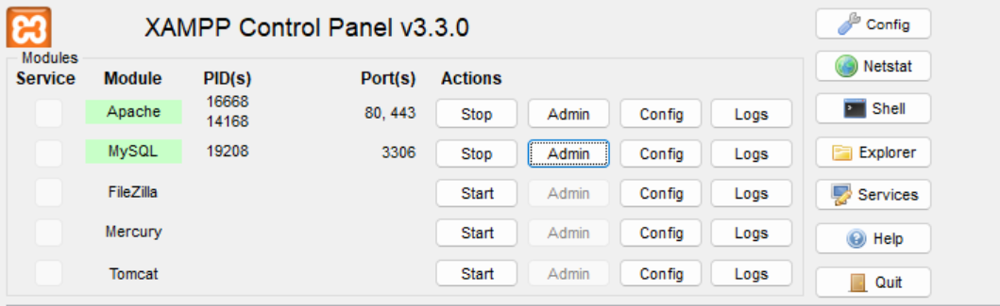 XAMPP Control Panel v3.3.0
Config
Netstat
Shell
Explorer
Services
Help
Quit
Modules
Service Module PID(s) Port(s) Actions
Apache 16668 14168 80, 443 Stop Admin Config Logs
MySQL 19208 3306 Stop Admin Config Logs
FileZilla Start Admin Config Logs
Mercury Start Admin Config Logs
Tomcat Start Admin Config Logs